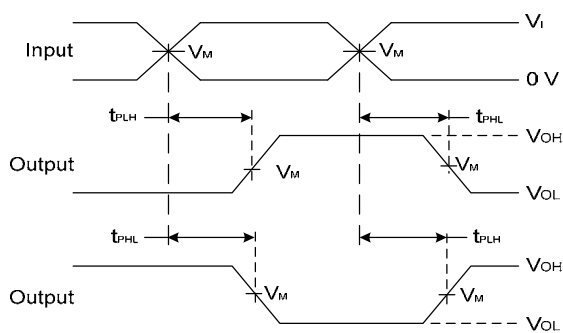 VI
Input VM VM
0 V
tPLH tPHL
VOH
Output VM VM
VOL
tPHL tPLH
VOH
Output VM VM
VOL